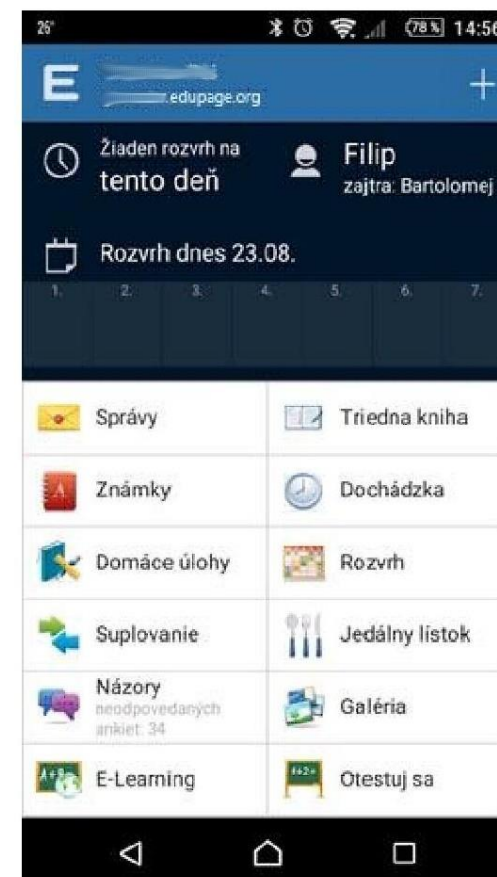 26°
78% 14:56
E
.edupage.org
+
Žiaden rozvrh na
tento deň
Filip
zajtra: Bartolomej
Rozvrh dnes 23.08.
1. 2. 3. 4. 5. 6. 7.
Správy
Triedna kniha
Známky
Dochádzka
Domáce úlohy
Rozvrh
Suplovanie
Jedálny lístok
Názory
neodpovedaných
ankiet: 34
Galéria
E-Learning
Otestuj sa